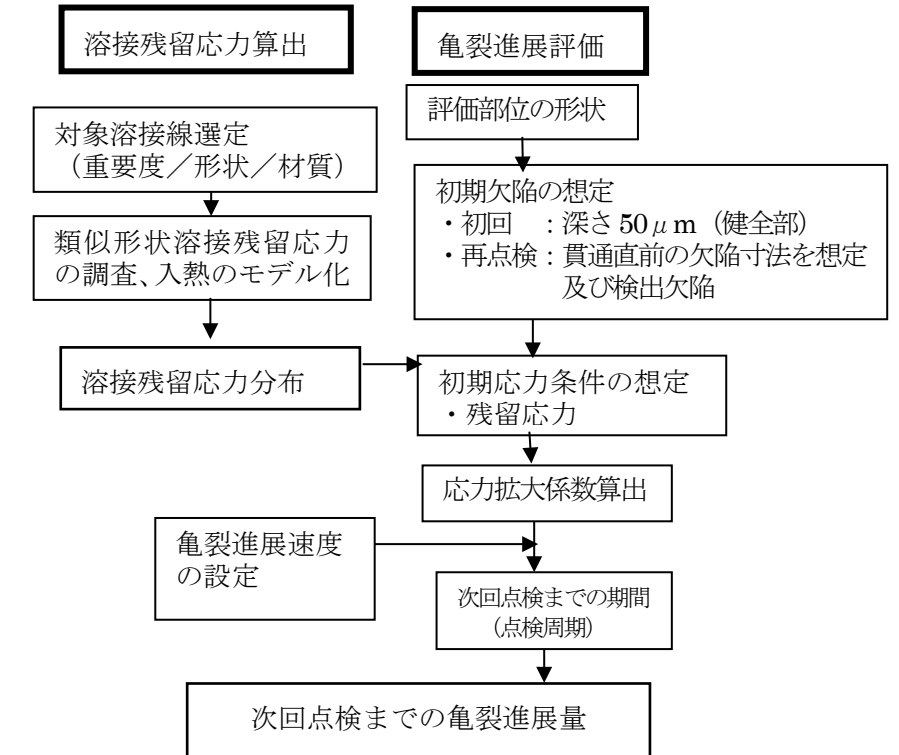 溶接残留応力算出
対象溶接線選定
（重要度／形状／材質）
類似形状溶接残留応力
の調査、入熱のモデル化
溶接残留応力分布
亀裂進展評価
評価部位の形状
初期欠陥の想定
・初回　：深さ 50μm（健全部）
・再点検：貫通直前の欠陥寸法を想定
及び検出欠陥
初期応力条件の想定
・残留応力
応力拡大係数算出
亀裂進展速度
の設定
次回点検までの期間
（点検周期）
次回点検までの亀裂進展量